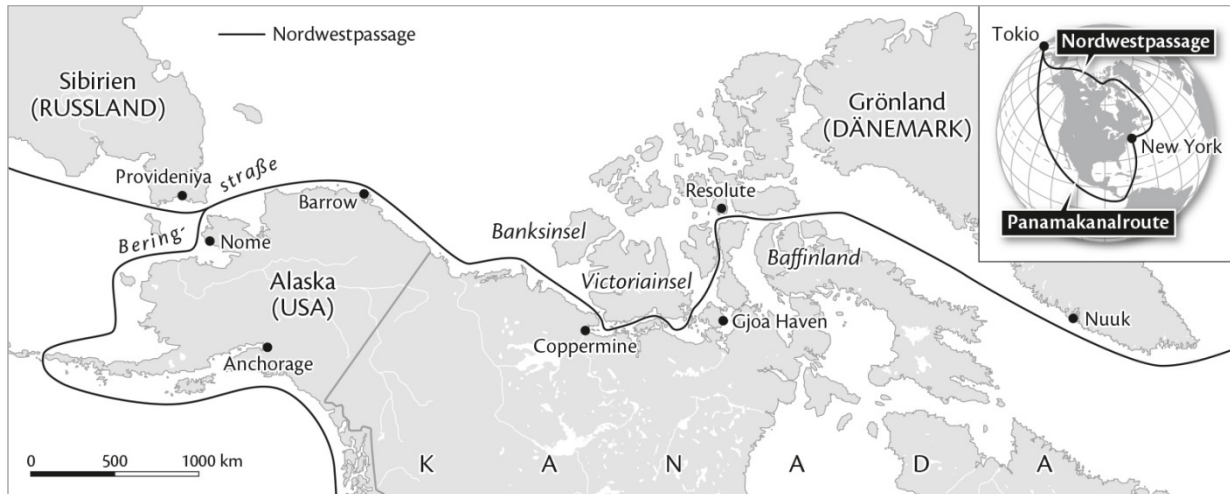 Nordwestpassage
Sibirien
(RUSSLAND)
Provideniya
Bering-
straße
Nome
Barrow
Alaska
(USA)
Anchorage
Banksinsel
Victoriainsel
Coppermine
Resolute
Gjoa Haven
Baffinland
Grönland
(DÄNEMARK)
Nuuk
K A N A D A
0 500 1000 km
Tokio
Nordwestpassage
New York
Panamakanalroute